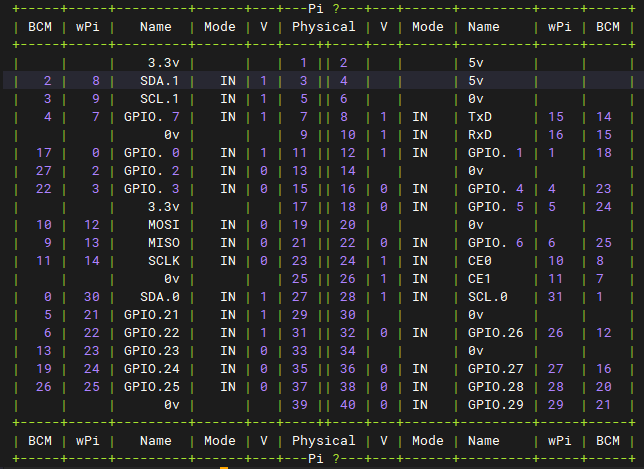 +-----+-----+---------+------+---+---Pi ?---+---+------+---------+-----+-----+
| BCM | wPi |   Name  | Mode | V | Physical | V | Mode | Name    | wPi | BCM |
+-----+-----+---------+------+---+----++----+---+------+---------+-----+-----+
|     |     |    3.3v |      |   |  1 || 2  |   |      | 5v      |     |     |
|   2 |   8 |   SDA.1 |   IN | 1 |  3 || 4  |   |      | 5v      |     |     |
|   3 |   9 |   SCL.1 |   IN | 1 |  5 || 6  |   |      | 0v      |     |     |
|   4 |   7 | GPIO. 7 |   IN | 1 |  7 || 8  | 1 | IN   | TxD     | 15  | 14  |
|     |     |      0v |      |   |  9 || 10 | 1 | IN   | RxD     | 16  | 15  |
|  17 |   0 | GPIO. 0 |   IN | 1 | 11 || 12 | 1 | IN   | GPIO. 1 | 1   | 18  |
|  27 |   2 | GPIO. 2 |   IN | 0 | 13 || 14 |   |      | 0v      |     |     |
|  22 |   3 | GPIO. 3 |   IN | 0 | 15 || 16 | 0 | IN   | GPIO. 4 | 4   | 23  |
|     |     |    3.3v |      |   | 17 || 18 | 0 | IN   | GPIO. 5 | 5   | 24  |
|  10 |  12 |    MOSI |   IN | 0 | 19 || 20 |   |      | 0v      |     |     |
|   9 |  13 |    MISO |   IN | 0 | 21 || 22 | 0 | IN   | GPIO. 6 | 6   | 25  |
|  11 |  14 |    SCLK |   IN | 0 | 23 || 24 | 1 | IN   | CE0     | 10  | 8   |
|     |     |      0v |      |   | 25 || 26 | 1 | IN   | CE1     | 11  | 7   |
|   0 |  30 |   SDA.0 |   IN | 1 | 27 || 28 | 1 | IN   | SCL.0   | 31  | 1   |
|   5 |  21 | GPIO.21 |   IN | 1 | 29 || 30 |   |      | 0v      |     |     |
|   6 |  22 | GPIO.22 |   IN | 1 | 31 || 32 | 0 | IN   | GPIO.26 | 26  | 12  |
|  13 |  23 | GPIO.23 |   IN | 0 | 33 || 34 |   |      | 0v      |     |     |
|  19 |  24 | GPIO.24 |   IN | 0 | 35 || 36 | 0 | IN   | GPIO.27 | 27  | 16  |
|  26 |  25 | GPIO.25 |   IN | 0 | 37 || 38 | 0 | IN   | GPIO.28 | 28  | 20  |
|     |     |      0v |      |   | 39 || 40 | 0 | IN   | GPIO.29 | 29  | 21  |
+-----+-----+---------+------+---+----++----+---+------+---------+-----+-----+
| BCM | wPi |   Name  | Mode | V | Physical | V | Mode | Name    | wPi | BCM |
+-----+-----+---------+------+---+---Pi ?---+---+------+---------+-----+-----+